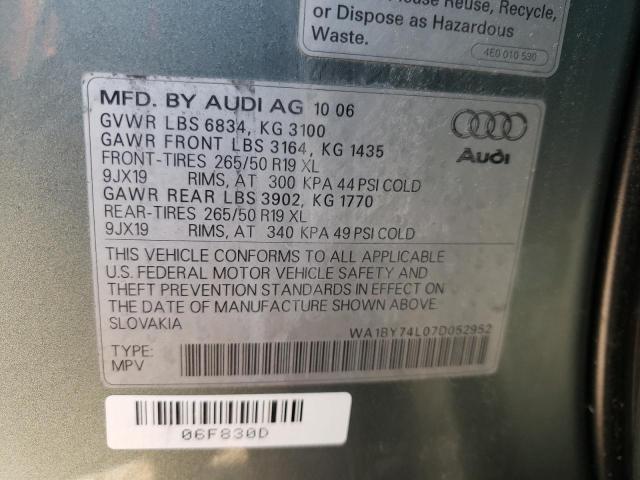 House Reuse, Recycle,
or Dispose as Hazardous
Waste.
4E0 010 530
MFD. BY AUDI AG 10 06
GVWR LBS 6834, KG 3100
GAWR FRONT LBS 3164, KG 1435
FRONT-TIRES 265/50 R19 XL
9JX19 RIMS, AT 300 KPA 44 PSI COLD
GAWR REAR LBS 3902, KG 1770
REAR-TIRES 265/50 R19 XL
9JX19 RIMS, AT 340 KPA 49 PSI COLD
Audi
THIS VEHICLE CONFORMS TO ALL APPLICABLE
U.S. FEDERAL MOTOR VEHICLE SAFETY AND
THEFT PREVENTION STANDARDS IN EFFECT ON
THE DATE OF MANUFACTURE SHOWN ABOVE.
SLOVAKIA
WA1BY74L07D052952
TYPE:
MPV
06F830D